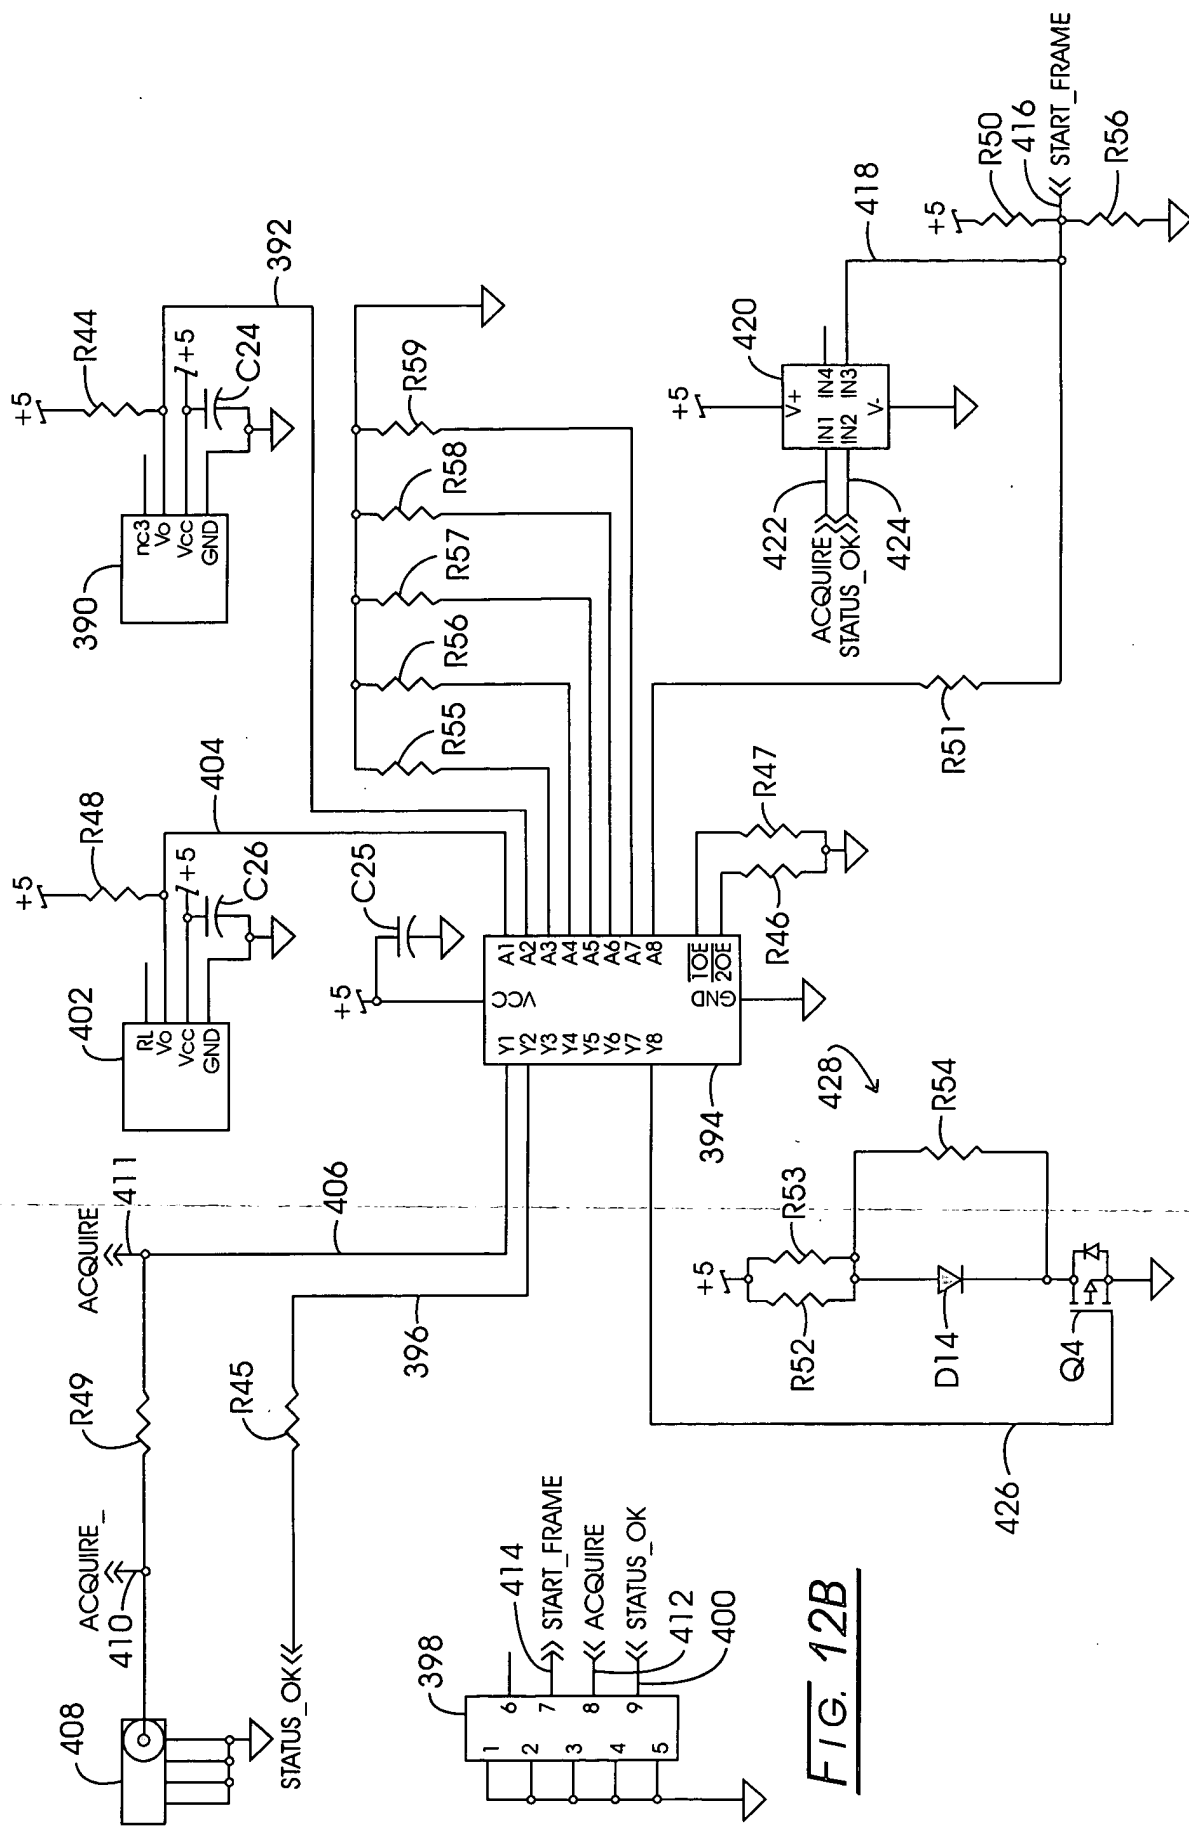 408
ACQUIRE_
410
R49
ACQUIRE
411
STATUS_OK
R45
406
396
402
RL
Vo
Vcc
GND
+5
R48
+5
C26
404
390
nc3
Vo
Vcc
GND
+5
R44
+5
C24
392
+5
C25
R55
R56
R57
R58
R59
VCC
Y1
Y2
Y3
Y4
Y5
Y6
Y7
Y8
A1
A2
A3
A4
A5
A6
A7
A8
1OE
2OE
GND
394
R46
R47
398
1
2
3
4
5
6
7
8
9
414
START_FRAME
ACQUIRE
412
STATUS_OK
400
+5
R52
R53
428
R54
D14
Q4
426
R51
+5
420
V+
IN1
IN2
IN4
IN3
V-
422
ACQUIRE
STATUS_OK
424
418
+5
R50
416
START_FRAME
R56
FIG. 12B